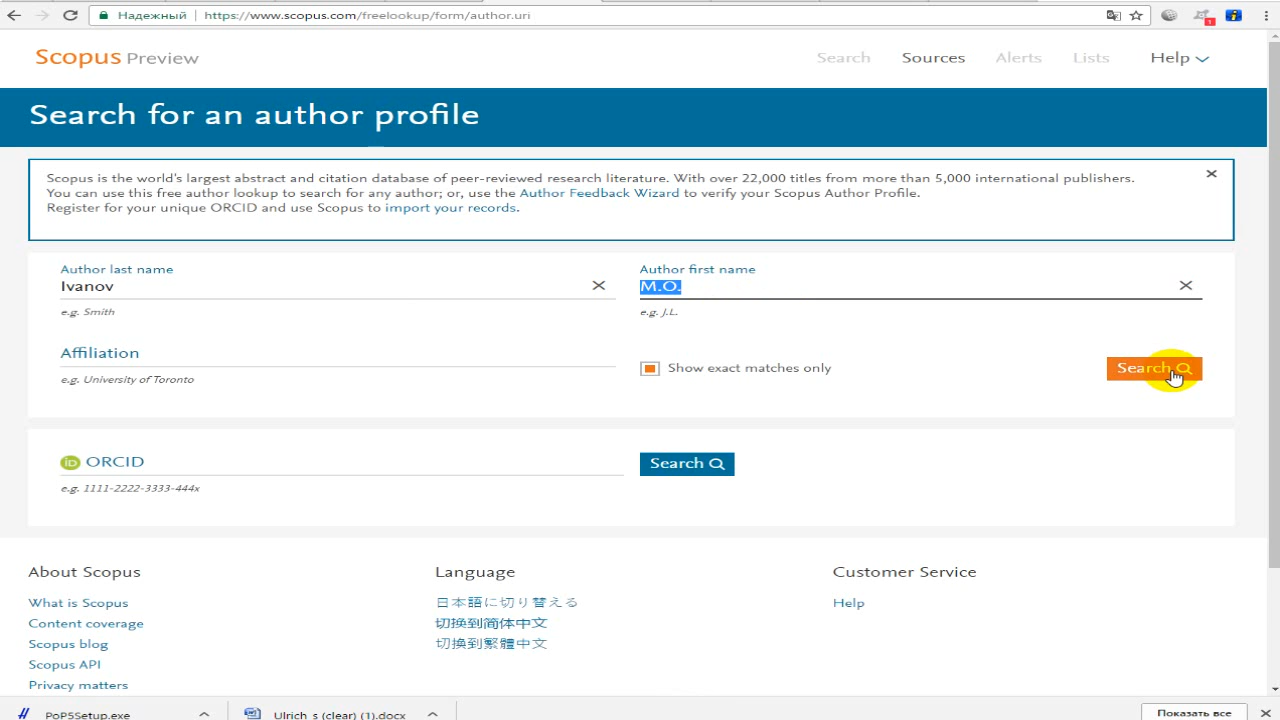 Надежный https://www.scopus.com/freelookup/form/author.uri
1
Scopus Preview
Search Sources Alerts Lists Help
Search for an author profile
Scopus is the world's largest abstract and citation database of peer-reviewed research literature. With over 22,000 titles from more than 5,000 international publishers.
You can use this free author lookup to search for any author; or, use the Author Feedback Wizard to verify your Scopus Author Profile.
Register for your unique ORCID and use Scopus to import your records.
Author last name
Ivanov
e.g. Smith
Author first name
M.O.
e.g. J.L.
Affiliation
e.g. University of Toronto
Show exact matches only
Search
iD ORCID
e.g. 1111-2222-3333-444x
Search
About Scopus
What is Scopus
Content coverage
Scopus blog
Scopus API
Privacy matters
Language
日本語に切り替える
切换到简体中文
切換到繁體中文
Customer Service
Help
PoP5Setup.exe
Ulrich_s (clear) (1).docx
Показать все